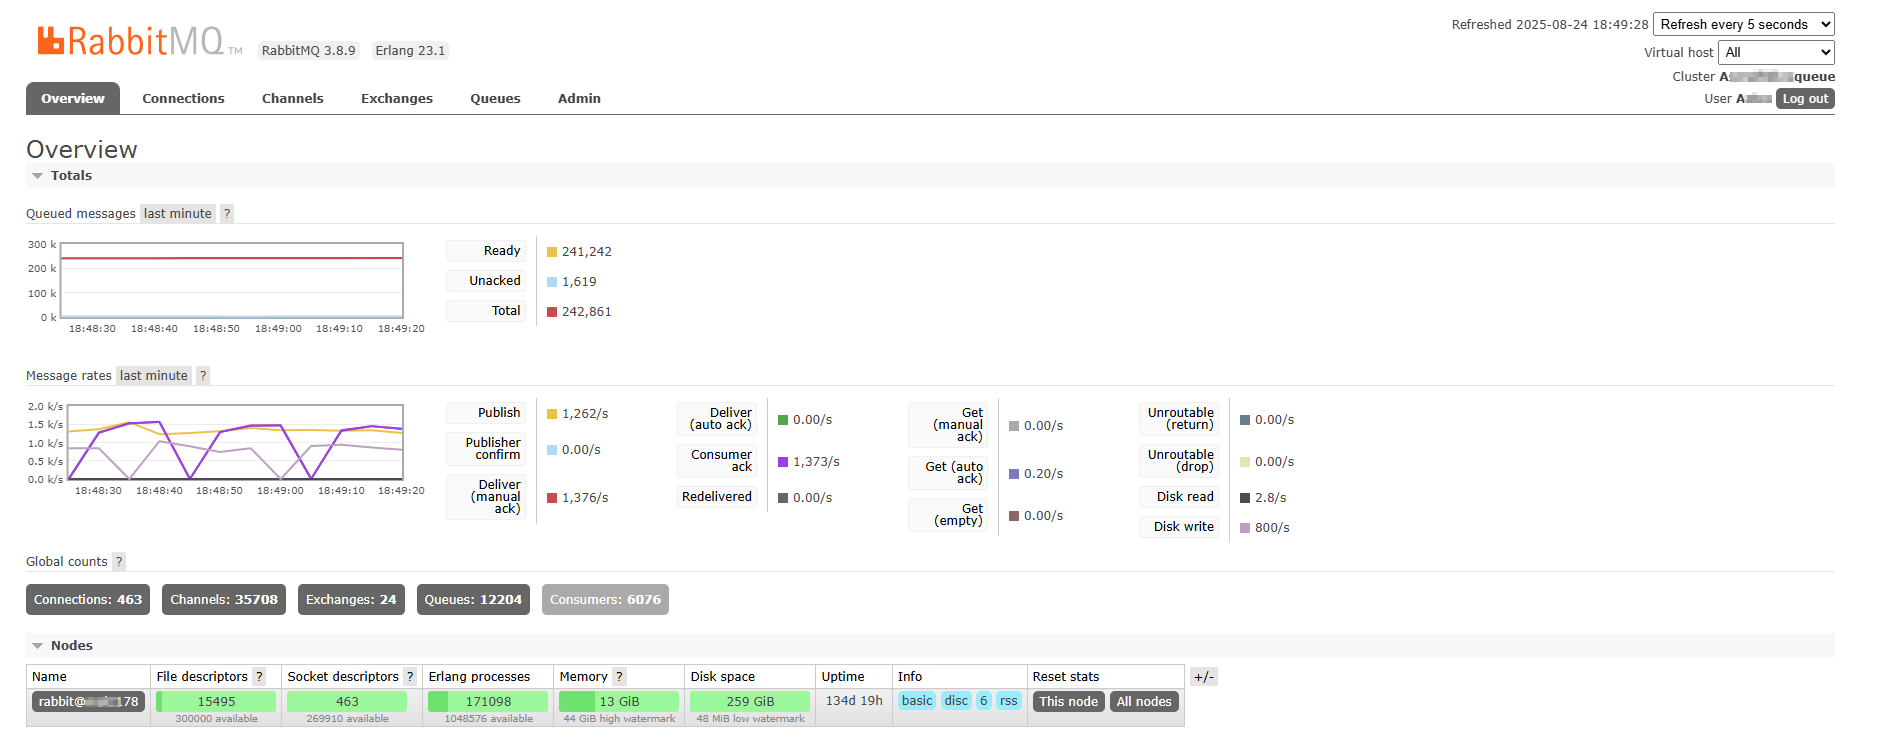 RabbitMQ TM RabbitMQ 3.8.9 Erlang 23.1
Refreshed 2025-08-24 18:49:28 Refresh every 5 seconds
Virtual host All
Cluster queue
User Log out
Overview Connections Channels Exchanges Queues Admin
Overview
Totals
Queued messages last minute ?
300 k
200 k
100 k
0 k
18:48:30 18:48:40 18:48:50 18:49:00 18:49:10 18:49:20
Ready 241,242
Unacked 1,619
Total 242,861
Message rates last minute ?
2.0 k/s
1.5 k/s
1.0 k/s
0.5 k/s
0.0 k/s
18:48:30 18:48:40 18:48:50 18:49:00 18:49:10 18:49:20
Publish 1,262/s
Publisher
confirm 0.00/s
Deliver
(manual 1,376/s
ack)
Deliver
(auto ack) 0.00/s
Consumer
ack 1,373/s
Redelivered 0.00/s
Get
(manual 0.00/s
ack)
Get (auto
ack) 0.20/s
Get
(empty) 0.00/s
Unroutable
(return) 0.00/s
Unroutable
(drop) 0.00/s
Disk read 2.8/s
Disk write 800/s
Global counts ?
Connections: 463 Channels: 35708 Exchanges: 24 Queues: 12204 Consumers: 6076
Nodes
Name File descriptors ? Socket descriptors ? Erlang processes Memory ? Disk space Uptime Info Reset stats +/-
rabbit@ 178 15495 463 171098 13 GiB 259 GiB 134d 19h basic disc 6 rss This node All nodes
300000 available 269910 available 1048576 available 44 GiB high watermark 48 MiB low watermark